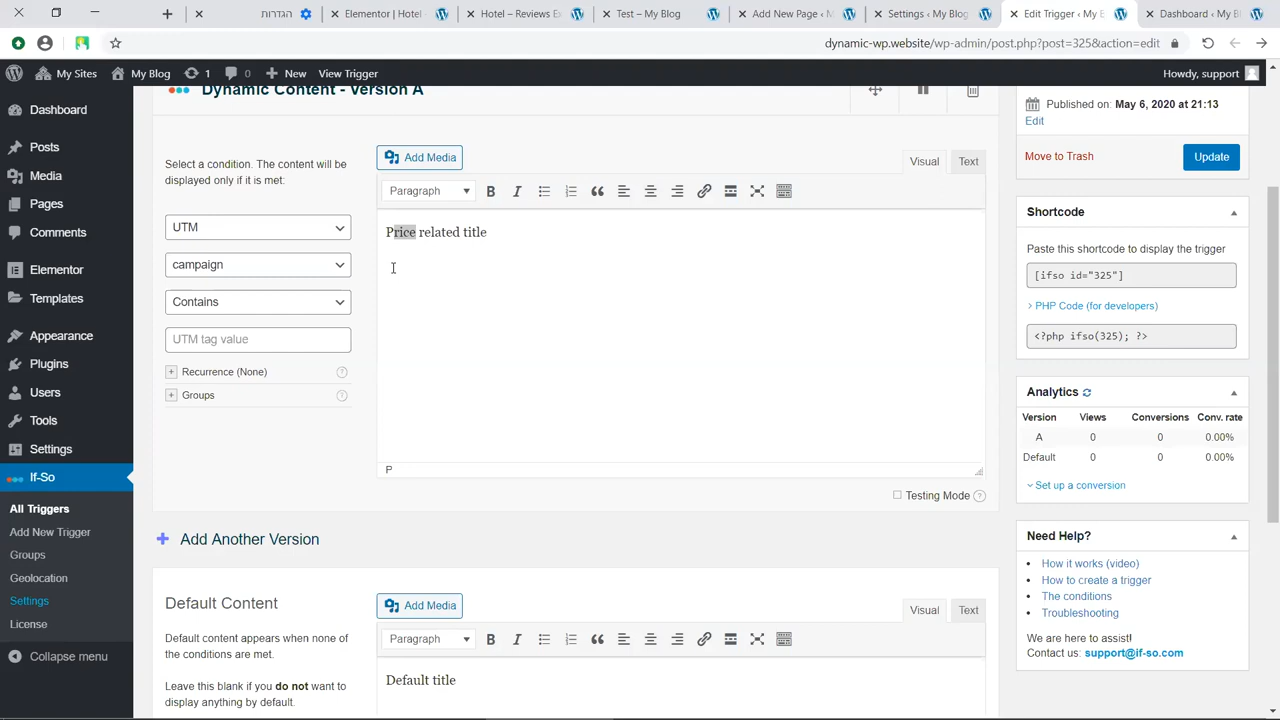 הגדרות
Elementor | Hotel
Hotel – Reviews Ex
Test – My Blog
Add New Page ‹ M
Settings ‹ My Blog
Edit Trigger ‹ My B
Dashboard ‹ My Bl
dynamic-wp.website/wp-admin/post.php?post=325&action=edit
My Sites
My Blog
1
0
New
View Trigger
Howdy, support
Dashboard
Posts
Media
Pages
Comments
Elementor
Templates
Appearance
Plugins
Users
Tools
Settings
If-So
All Triggers
Add New Trigger
Groups
Geolocation
Settings
License
Collapse menu
Dynamic Content - Version A
Select a condition. The content will be
displayed only if it is met:
UTM
campaign
Contains
UTM tag value
+ Recurrence (None) ?
+ Groups ?
Add Media
Visual
Text
Paragraph
B
I
Price related title
P
Testing Mode ?
+ Add Another Version
Default Content
Default content appears when none of
the conditions are met.
Leave this blank if you do not want to
display anything by default.
Add Media
Visual
Text
Paragraph
B
I
Default title
Published on: May 6, 2020 at 21:13
Edit
Move to Trash
Update
Shortcode
Paste this shortcode to display the trigger
[ifso id="325"]
> PHP Code (for developers)
<?php ifso(325); ?>
Analytics
Version Views Conversions Conv. rate
A 0 0 0.00%
Default 0 0 0.00%
Set up a conversion
Need Help?
• How it works (video)
• How to create a trigger
• The conditions
• Troubleshooting
We are here to assist!
Contact us: support@if-so.com